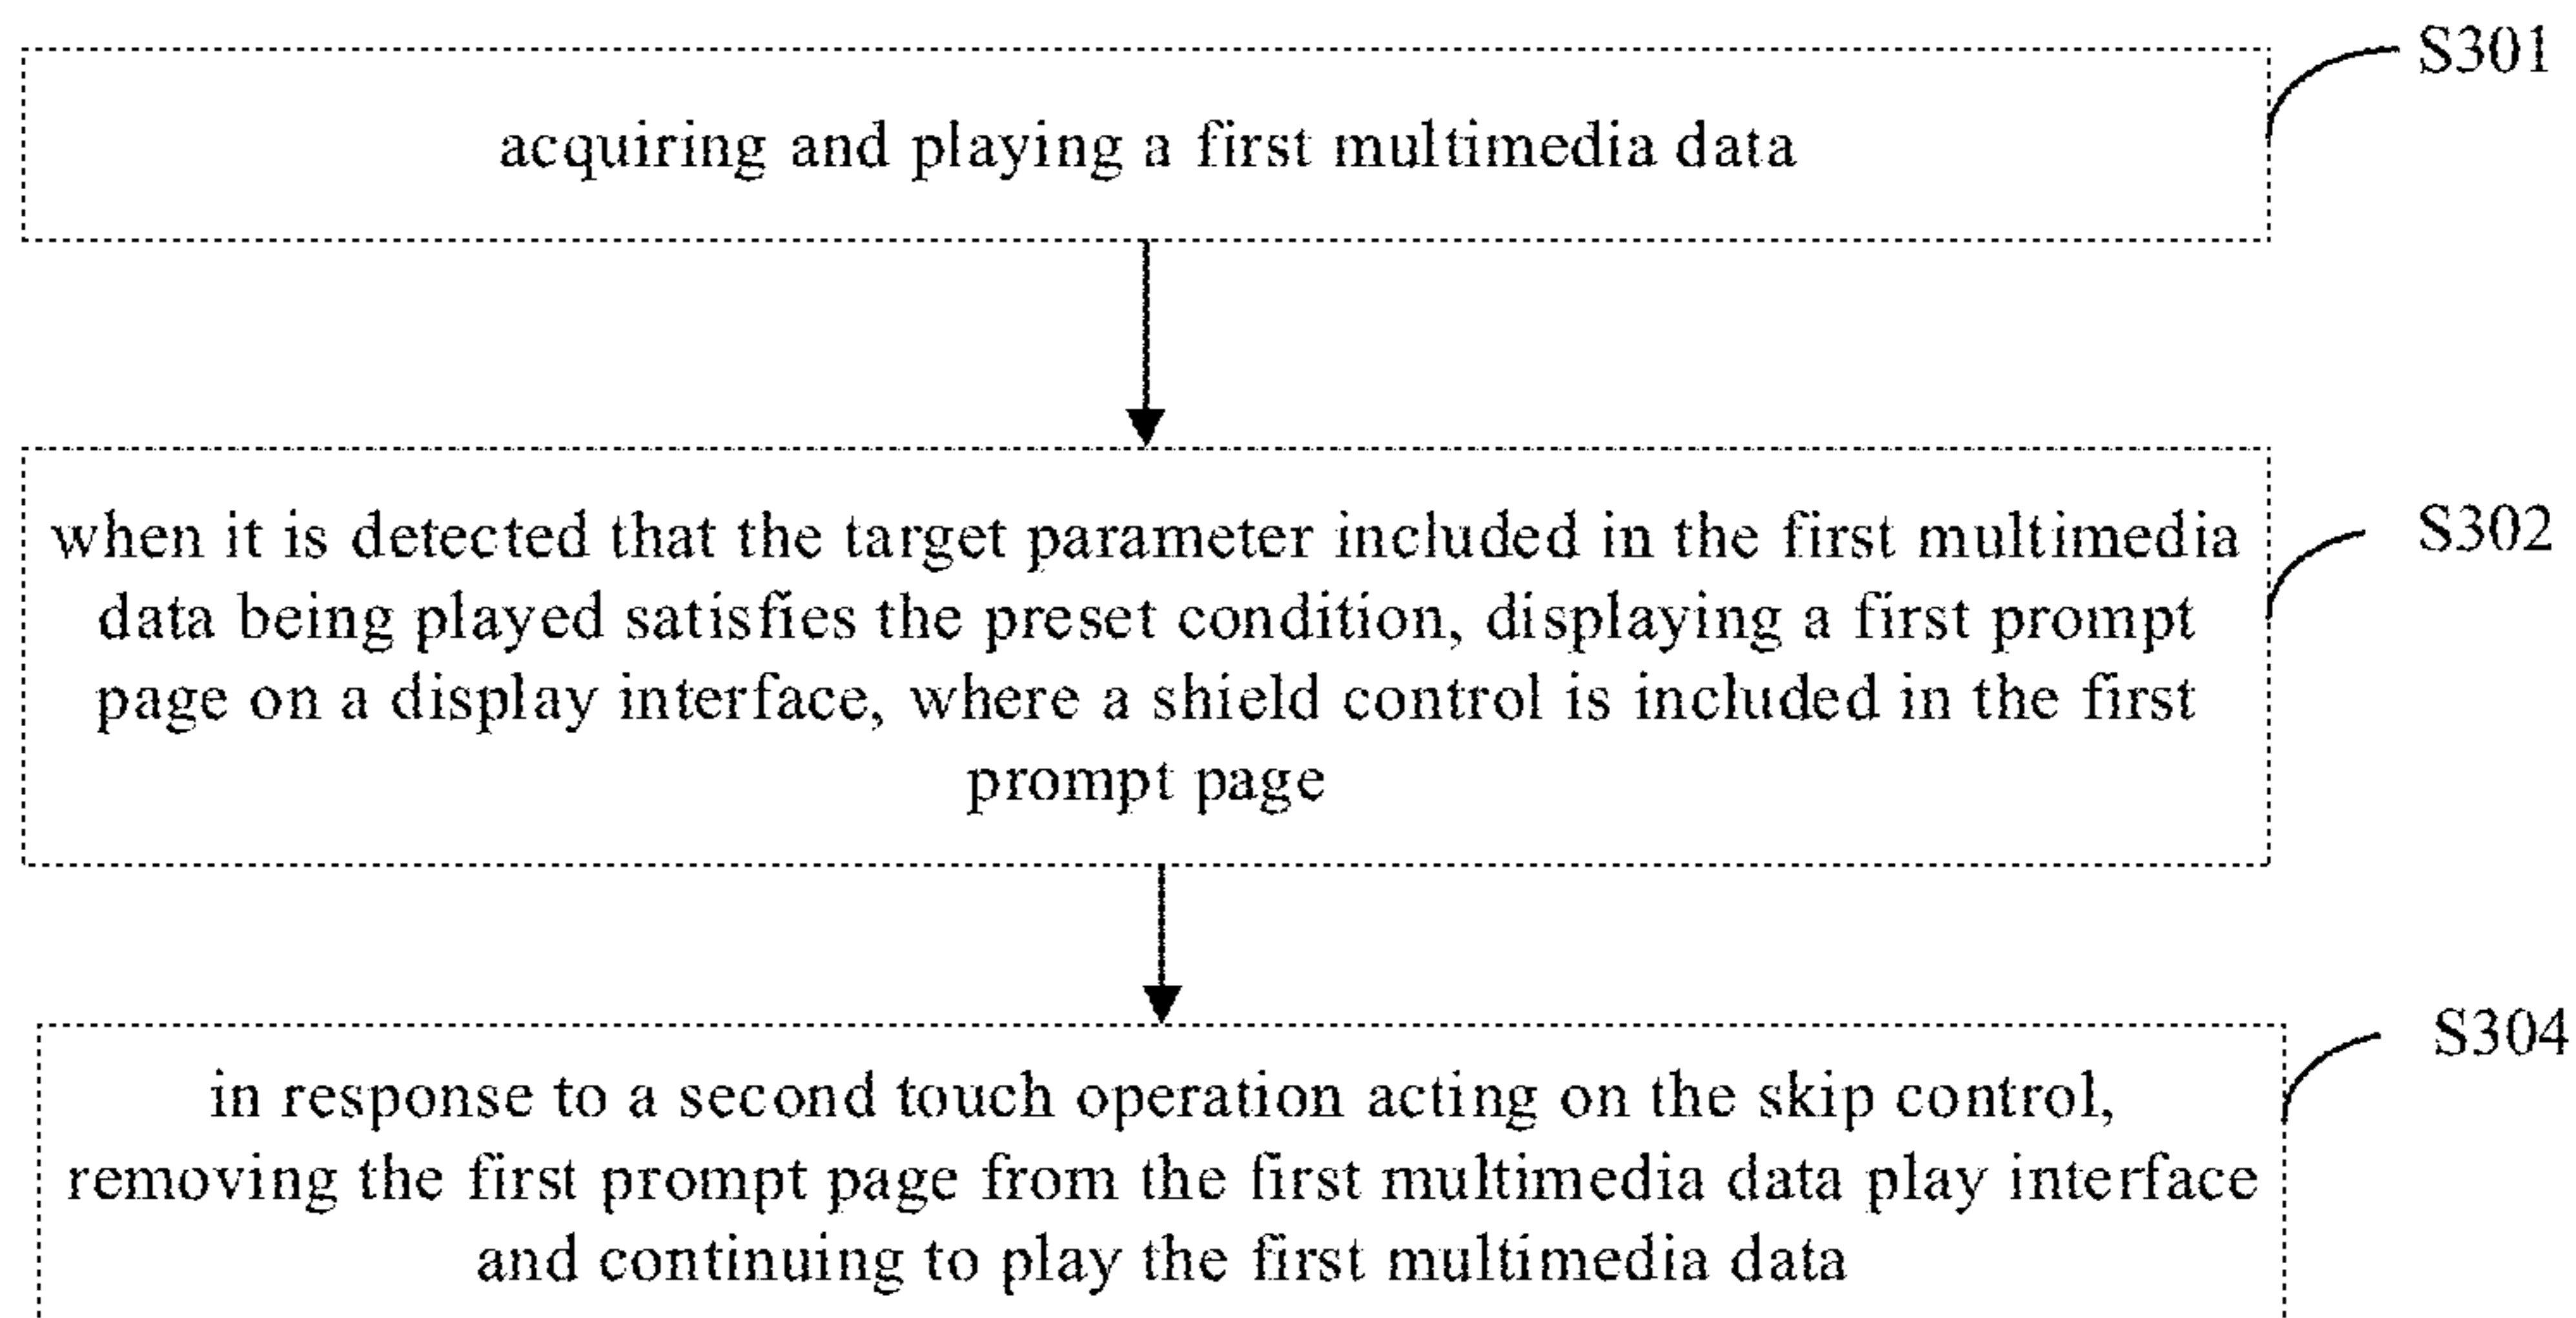 S301
acquiring and playing a first multimedia data
when it is detected that the target parameter included in the first multimedia
S302
data being played satisfies the preset condition, displaying a first prompt
page on a display interface, where a shield control is included in the first
prompt page
S304
in response to a second touch operation acting on the skip control,
removing the first prompt page from the first multimedia data play interface
and continuing to play the first multimedia data